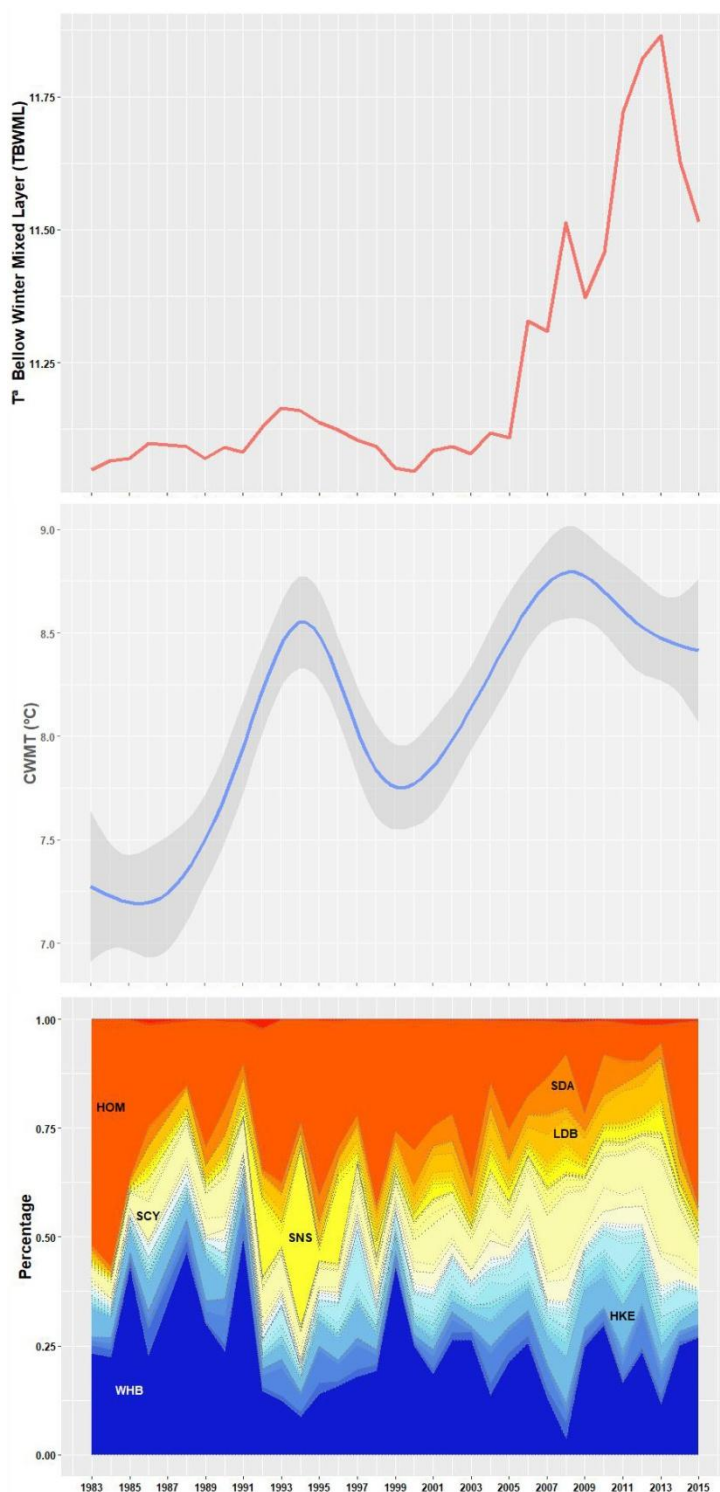 Tª Bellow Winter Mixed Layer (TBWML)
11.75
11.50
11.25
CWMT (°C)
9.0
8.5
8.0
7.5
7.0
Percentage
1.00
0.75
0.50
0.25
0.00
HOM
SDA
LDB
SCY
SNS
HKE
WHB
1983 1985 1987 1989 1991 1993 1995 1997 1999 2001 2003 2005 2007 2009 2011 2013 2015